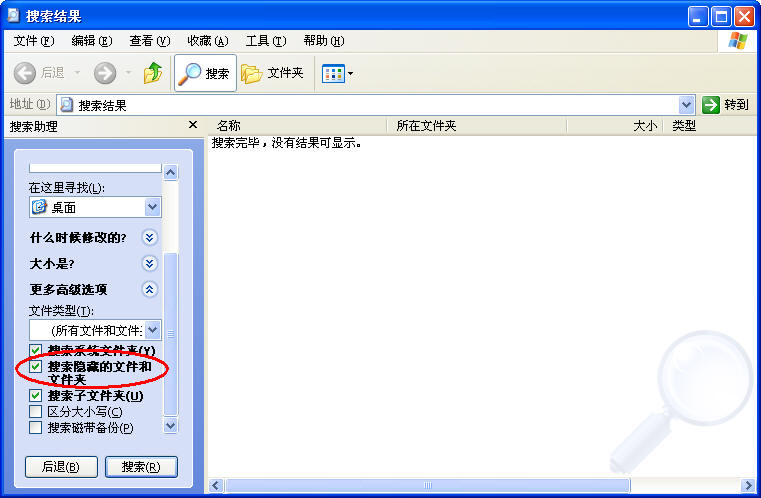 搜索结果
文件(F) 编辑(E) 查看(V) 收藏(A) 工具(T) 帮助(H)
后退 搜索 文件夹
地址(D) 搜索结果 转到
搜索助理 名称 所在文件夹 大小 类型
搜索完毕，没有结果可显示。
在这里寻找(L):
桌面
什么时候修改的?
大小是?
更多高级选项
文件类型(T):
(所有文件和文件
搜索系统文件夹(Y)
搜索隐藏的文件和
文件夹
搜索子文件夹(U)
区分大小写(C)
搜索磁带备份(P)
后退(B) 搜索(R)